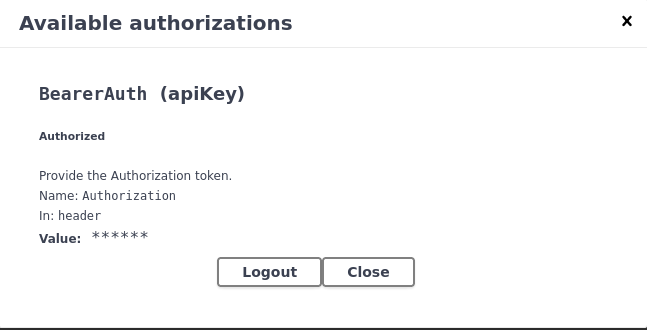 Available authorizations
x
BearerAuth (apiKey)
Authorized
Provide the Authorization token.
Name: Authorization
In: header
Value: ******
Logout Close